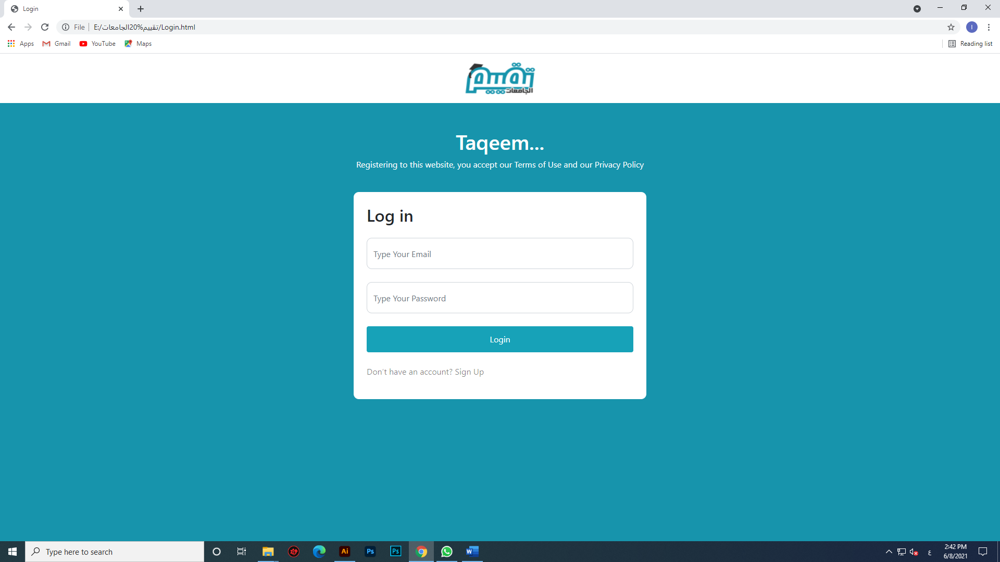 Login
File
E:/تقييم%20الجامعات/Login.html
Apps
Gmail
YouTube
Maps
Reading list
تقييم
الجامعات
Taqeem...
Registering to this website, you accept our Terms of Use and our Privacy Policy
Log in
Type Your Email
Type Your Password
Login
Don't have an account? Sign Up
Type here to search
Ai
Ps
Ps
W
ع
2:42 PM
6/8/2021
I